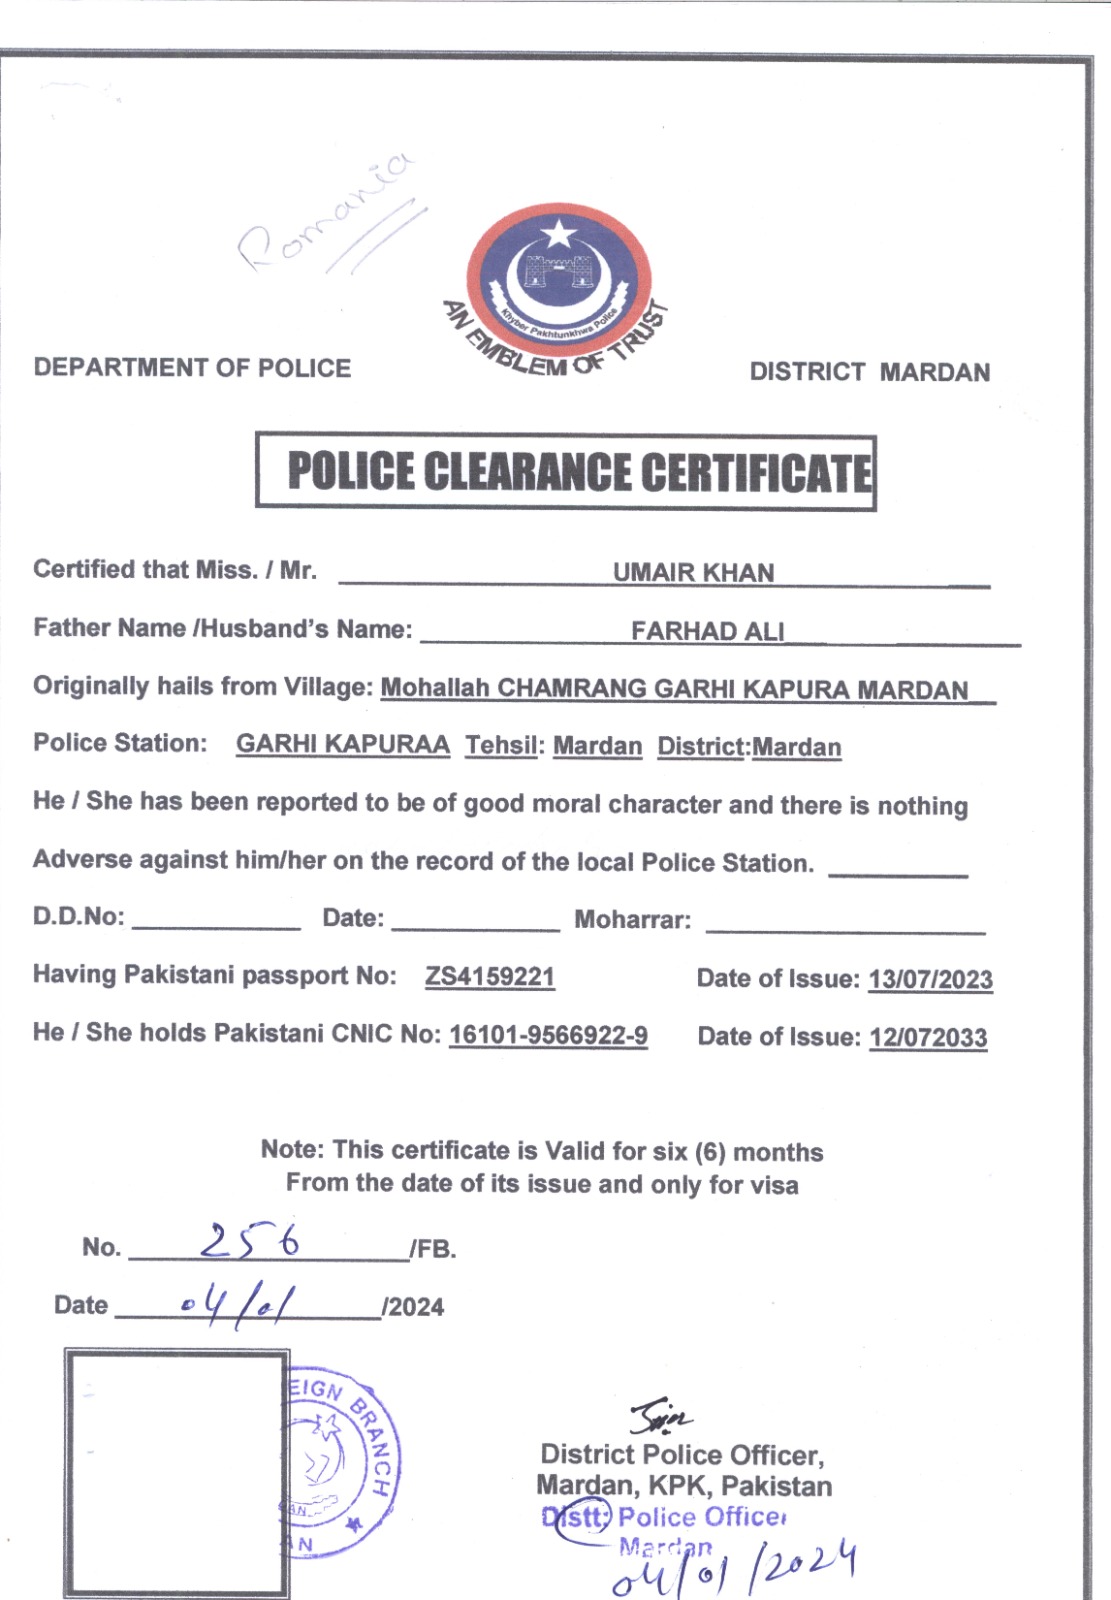 Romania
Khyber Pakhtunkhwa Police
AN EMBLEM OF TRUST
DEPARTMENT OF POLICE DISTRICT MARDAN
POLICE CLEARANCE CERTIFICATE
Certified that Miss. / Mr. UMAIR KHAN
Father Name /Husband's Name: FARHAD ALI
Originally hails from Village: Mohallah CHAMRANG GARHI KAPURA MARDAN
Police Station: GARHI KAPURAA Tehsil: Mardan District:Mardan
He / She has been reported to be of good moral character and there is nothing
Adverse against him/her on the record of the local Police Station.
D.D.No: Date: Moharrar:
Having Pakistani passport No: ZS4159221 Date of Issue: 13/07/2023
He / She holds Pakistani CNIC No: 16101-9566922-9 Date of Issue: 12/072033
Note: This certificate is Valid for six (6) months
From the date of its issue and only for visa
No. 256 /FB.
Date 04/01 /2024
EIGN BRANCH
AN
District Police Officer,
Mardan, KPK, Pakistan
Distt: Police Officer
Mardan
04/01/2024